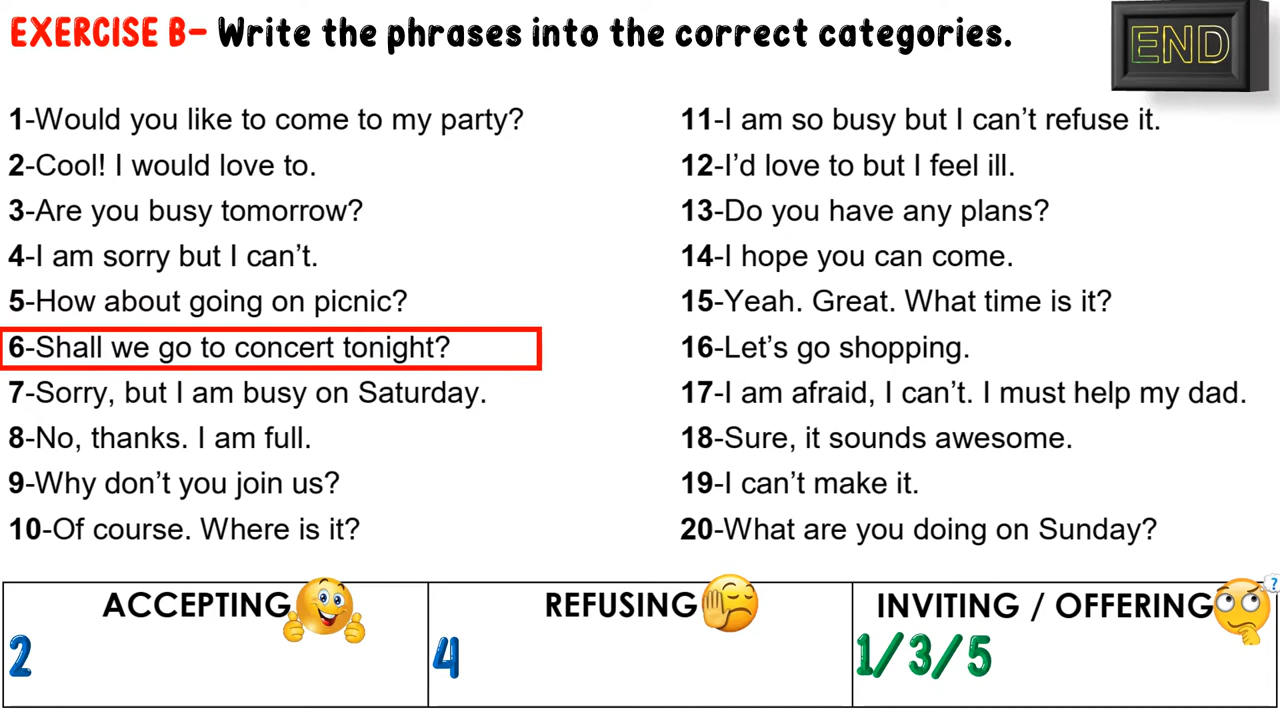 EXERCISE B- Write the phrases into the correct categories.
END
1-Would you like to come to my party?
2-Cool! I would love to.
3-Are you busy tomorrow?
4-I am sorry but I can't.
5-How about going on picnic?
6-Shall we go to concert tonight?
7-Sorry, but I am busy on Saturday.
8-No, thanks. I am full.
9-Why don't you join us?
10-Of course. Where is it?
11-I am so busy but I can't refuse it.
12-I'd love to but I feel ill.
13-Do you have any plans?
14-I hope you can come.
15-Yeah. Great. What time is it?
16-Let's go shopping.
17-I am afraid, I can't. I must help my dad.
18-Sure, it sounds awesome.
19-I can't make it.
20-What are you doing on Sunday?
ACCEPTING
2
REFUSING
4
INVITING / OFFERING
?
1/3/5